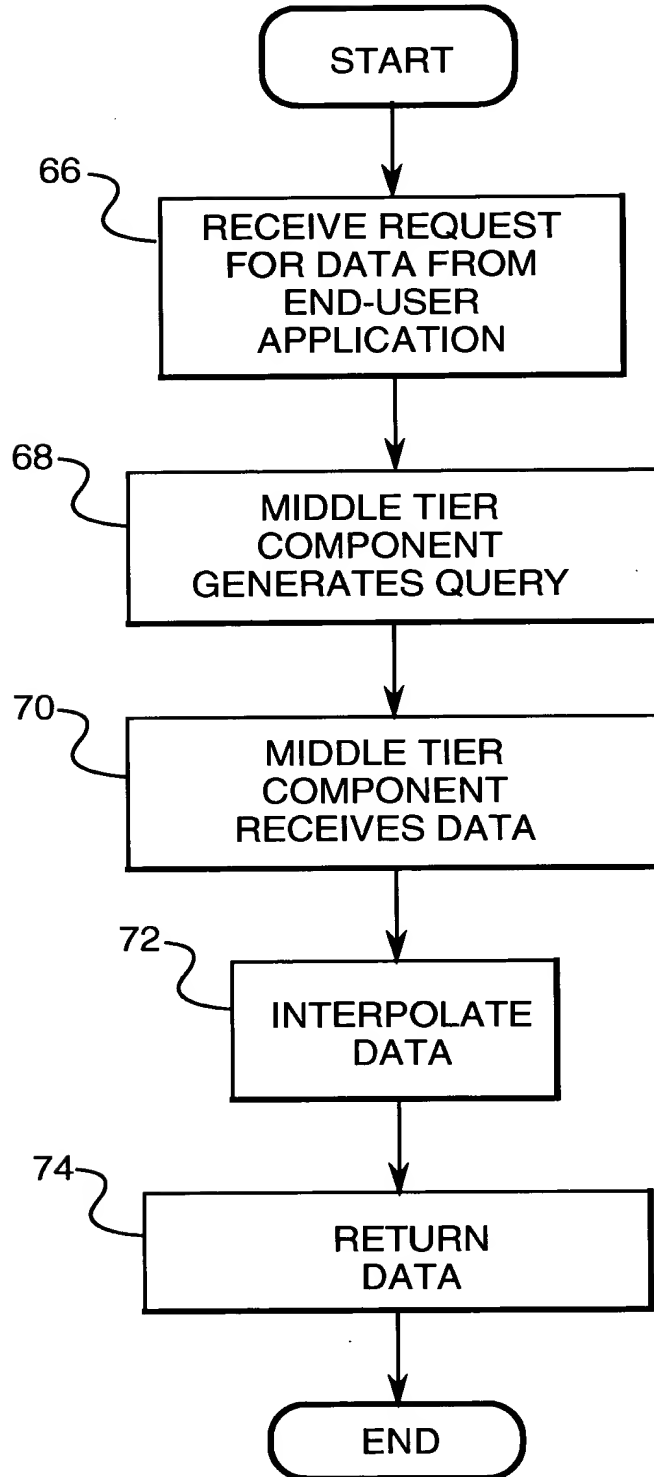 START
66
RECEIVE REQUEST
FOR DATA FROM
END-USER
APPLICATION
68
MIDDLE TIER
COMPONENT
GENERATES QUERY
70
MIDDLE TIER
COMPONENT
RECEIVES DATA
72
INTERPOLATE
DATA
74
RETURN
DATA
END